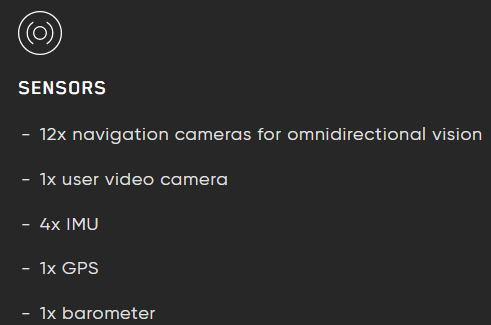 SENSORS
- 12x navigation cameras for omnidirectional vision
- 1x user video camera
- 4x IMU
- 1x GPS
- 1x barometer